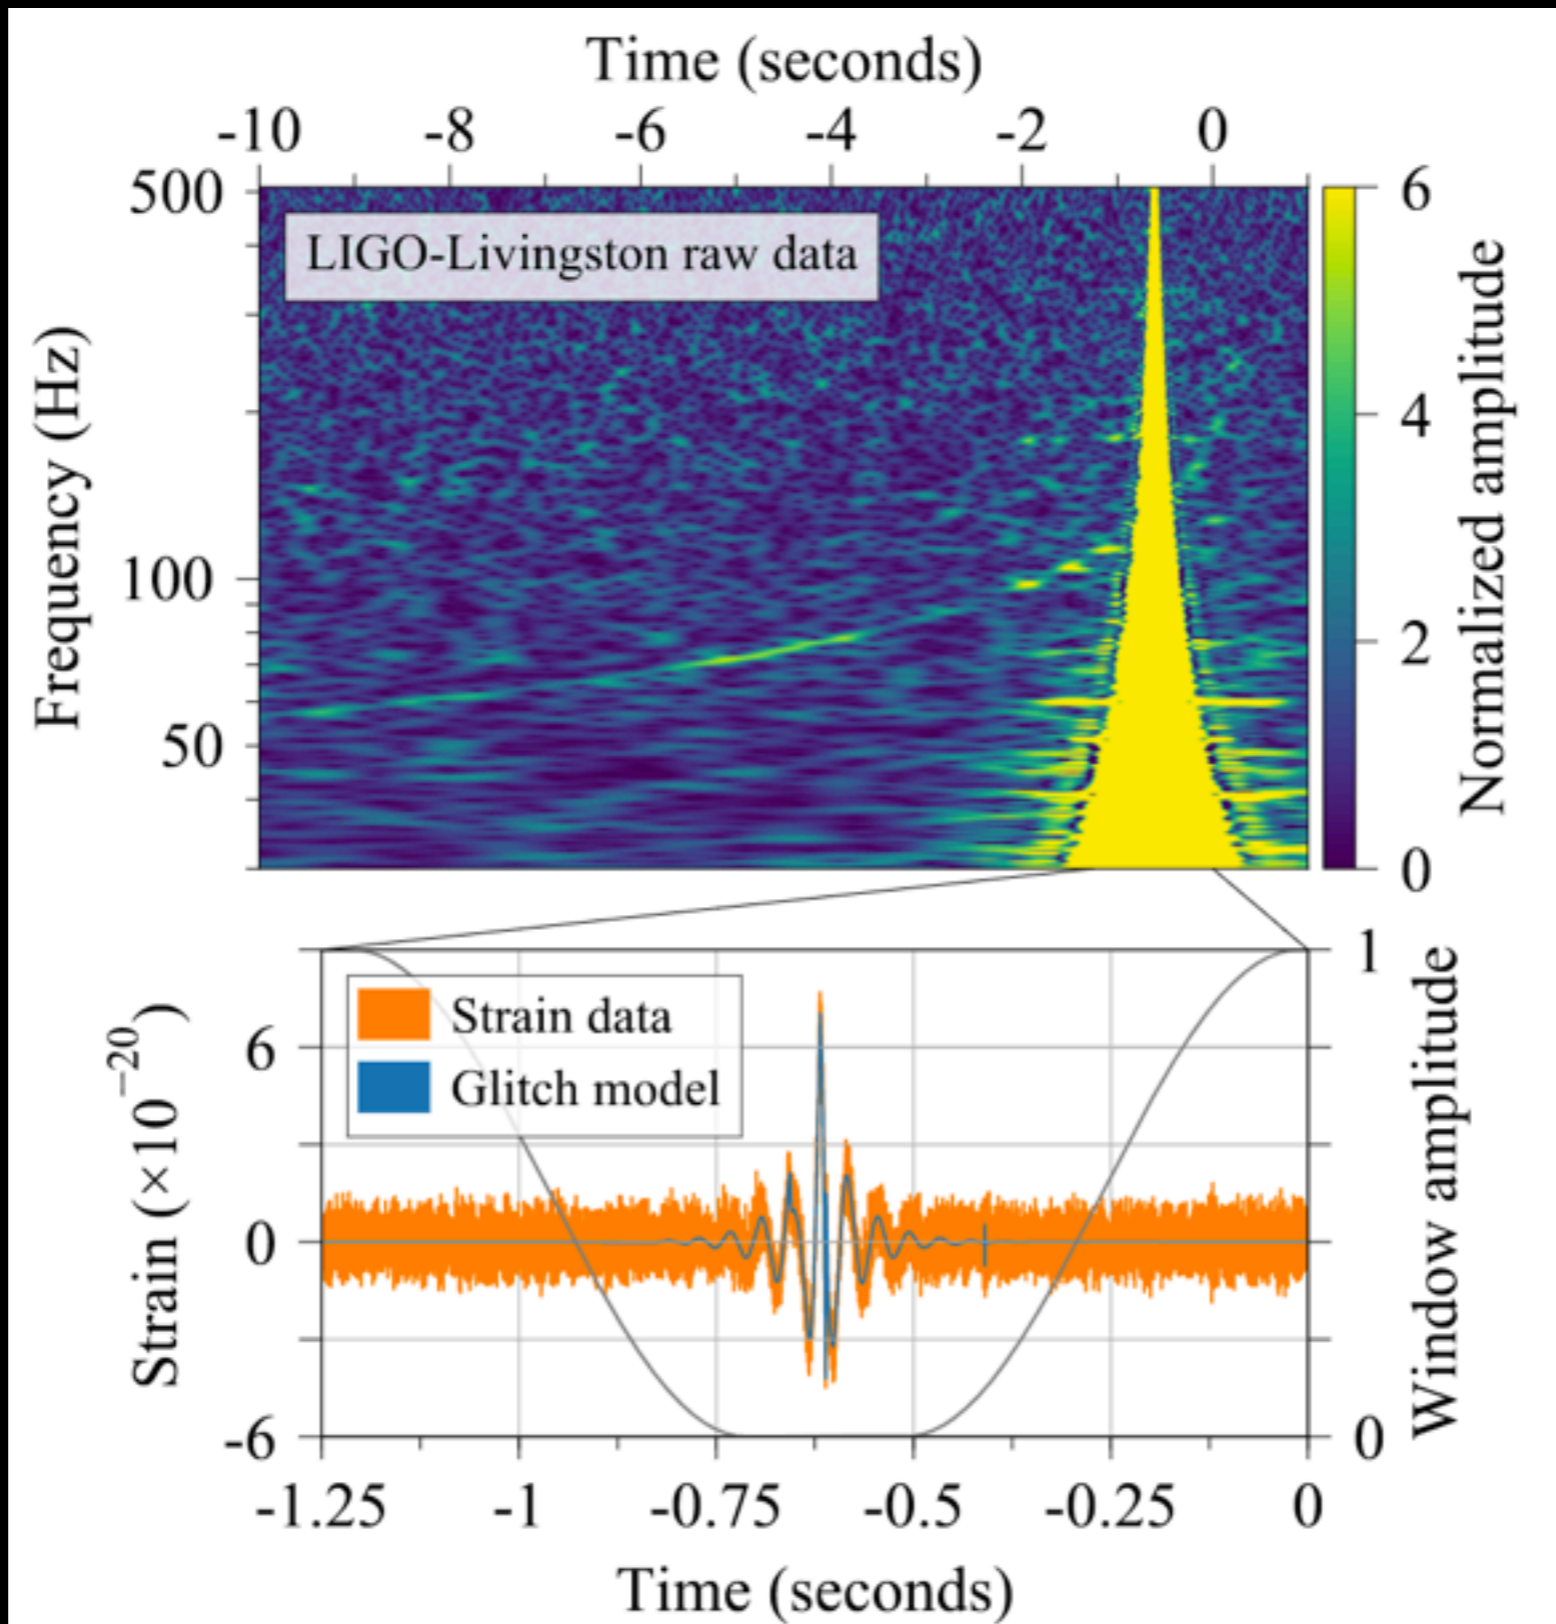 Time (seconds)
-10 -8 -6 -4 -2 0
500
100
50
Frequency (Hz)
LIGO-Livingston raw data
6
4
2
0
Normalized amplitude
Strain data
Glitch model
6
0
-6
Strain (×10⁻²⁰)
1
0
Window amplitude
-1.25 -1 -0.75 -0.5 -0.25 0
Time (seconds)